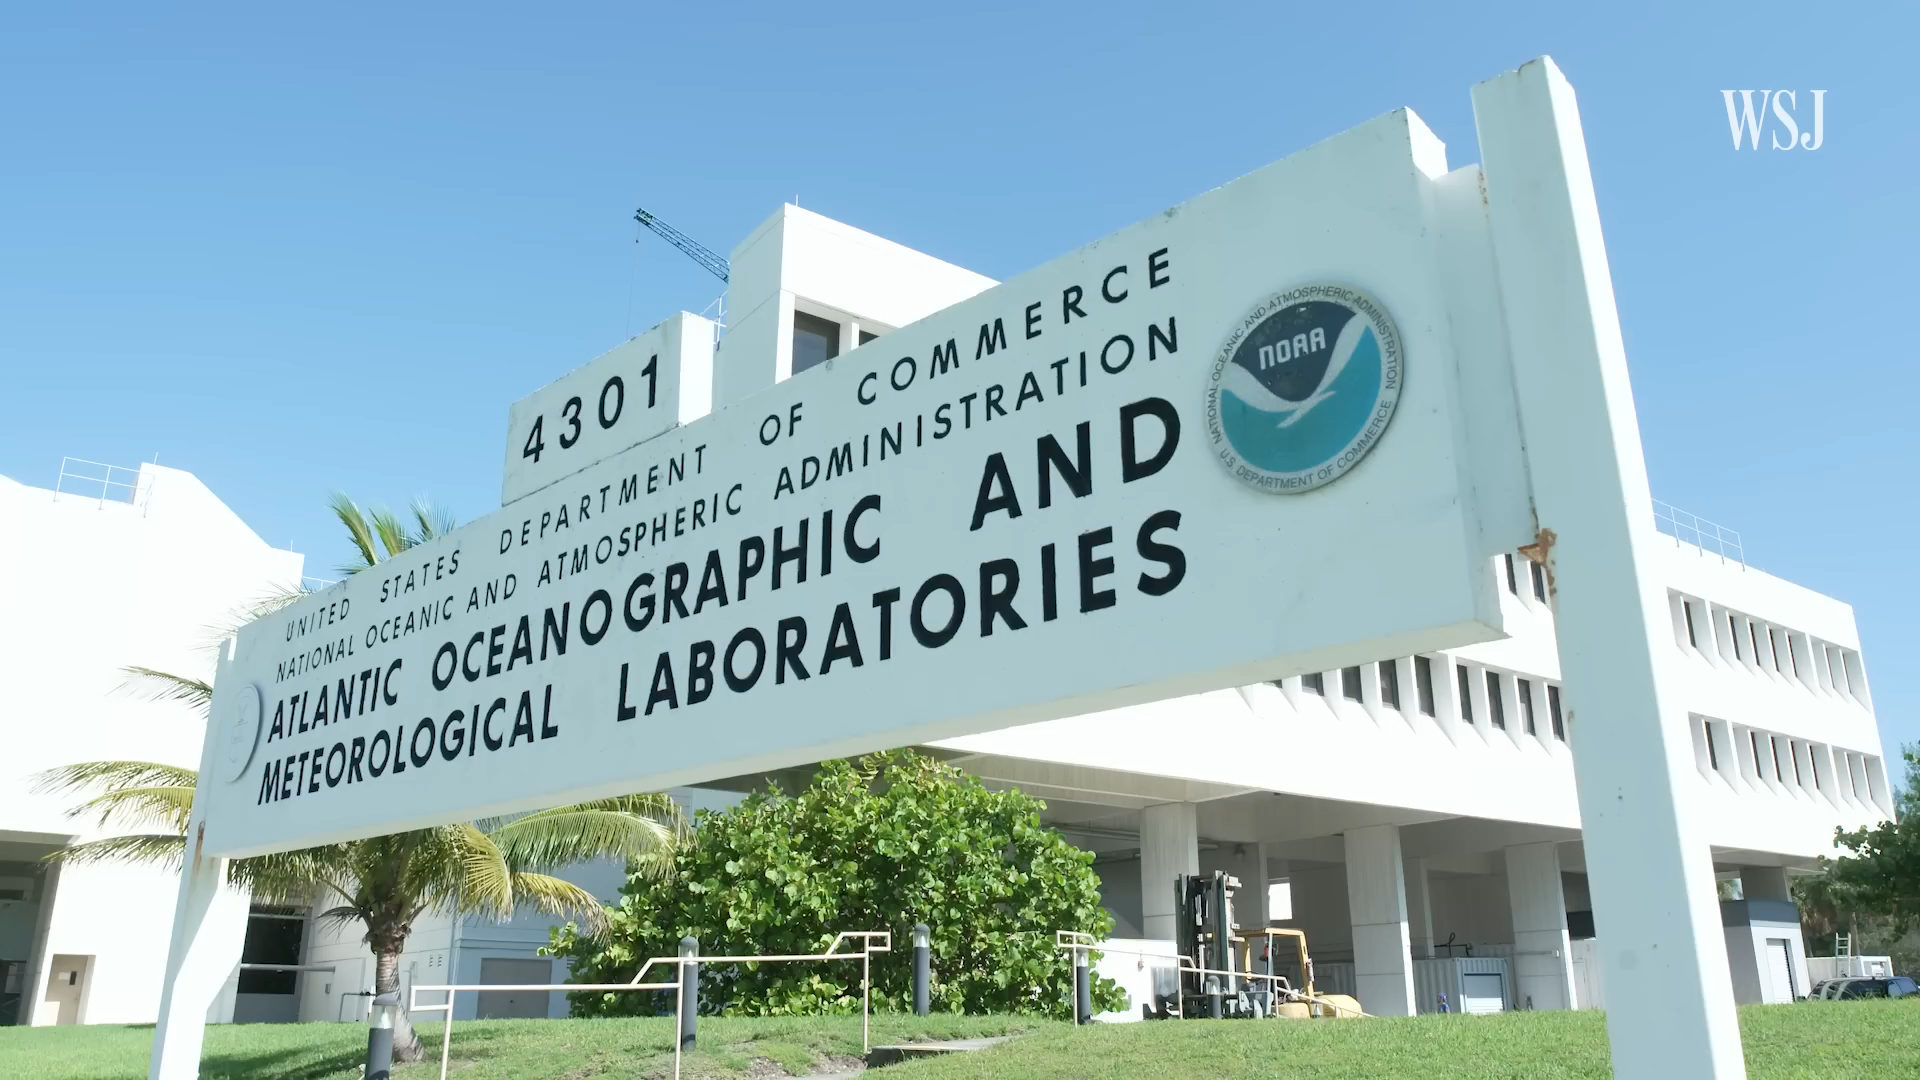 WSJ
4301
UNITED STATES DEPARTMENT OF COMMERCE
NATIONAL OCEANIC AND ATMOSPHERIC ADMINISTRATION
ATLANTIC OCEANOGRAPHIC AND
METEOROLOGICAL LABORATORIES
NATIONAL OCEANIC AND ATMOSPHERIC ADMINISTRATION
NOAA
U.S. DEPARTMENT OF COMMERCE